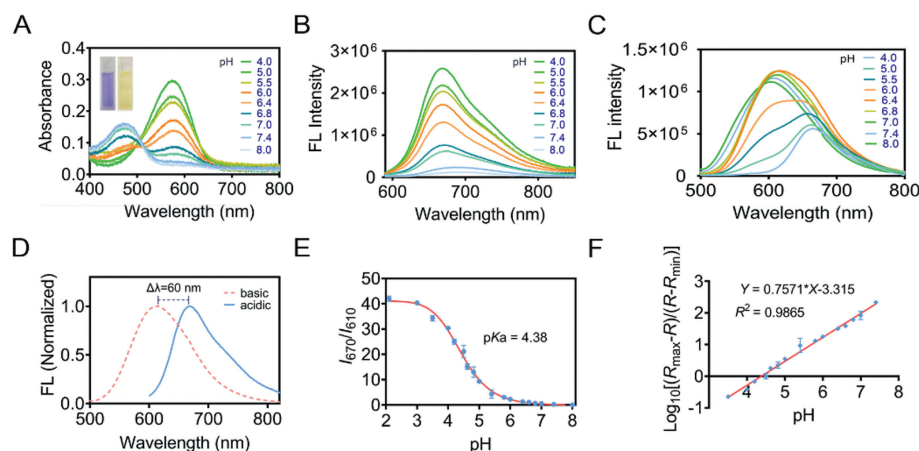 A
Absorbance
0.4
0.3
0.2
0.1
0.0
400 500 600 700 800
Wavelength (nm)
pH
4.0
5.0
5.5
6.0
6.4
6.8
7.0
7.4
8.0
B
FL Intensity
3×10⁶
2×10⁶
1×10⁶
0
600 700 800
Wavelength (nm)
pH
4.0
5.0
5.5
6.0
6.4
6.8
7.0
7.4
8.0
C
FL intensity
1.5×10⁶
1×10⁶
5×10⁵
0
500 600 700 800
Wavelength (nm)
pH
4.0
5.0
5.5
6.0
6.4
6.8
7.0
7.4
8.0
D
FL (Normalized)
1.0
0.5
0.0
500 600 700 800
Wavelength (nm)
Δλ=60 nm
basic
acidic
E
I₆₇₀/I₆₁₀
50
40
30
20
10
0
2 3 4 5 6 7 8
pH
pKa = 4.38
F
Log₁₀[(Rmax-R)/(R-Rmin)]
3
2
1
0
-1
4 5 6 7 8
pH
Y = 0.7571*X-3.315
R² = 0.9865